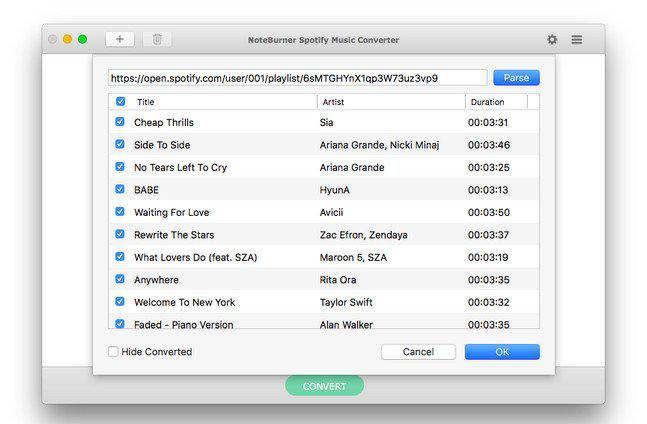 NoteBurner Spotify Music Converter
https://open.spotify.com/user/001/playlist/6sMTGHYnX1qp3W73uz3vp9 Parse
Title Artist Duration
Cheap Thrills Sia 00:03:31
Side To Side Ariana Grande, Nicki Minaj 00:03:46
No Tears Left To Cry Ariana Grande 00:03:25
BABE HyunA 00:03:13
Waiting For Love Avicii 00:03:50
Rewrite The Stars Zac Efron, Zendaya 00:03:37
What Lovers Do (feat. SZA) Maroon 5, SZA 00:03:19
Anywhere Rita Ora 00:03:35
Welcome To New York Taylor Swift 00:03:32
Faded - Piano Version Alan Walker 00:03:35
Hide Converted Cancel OK
CONVERT